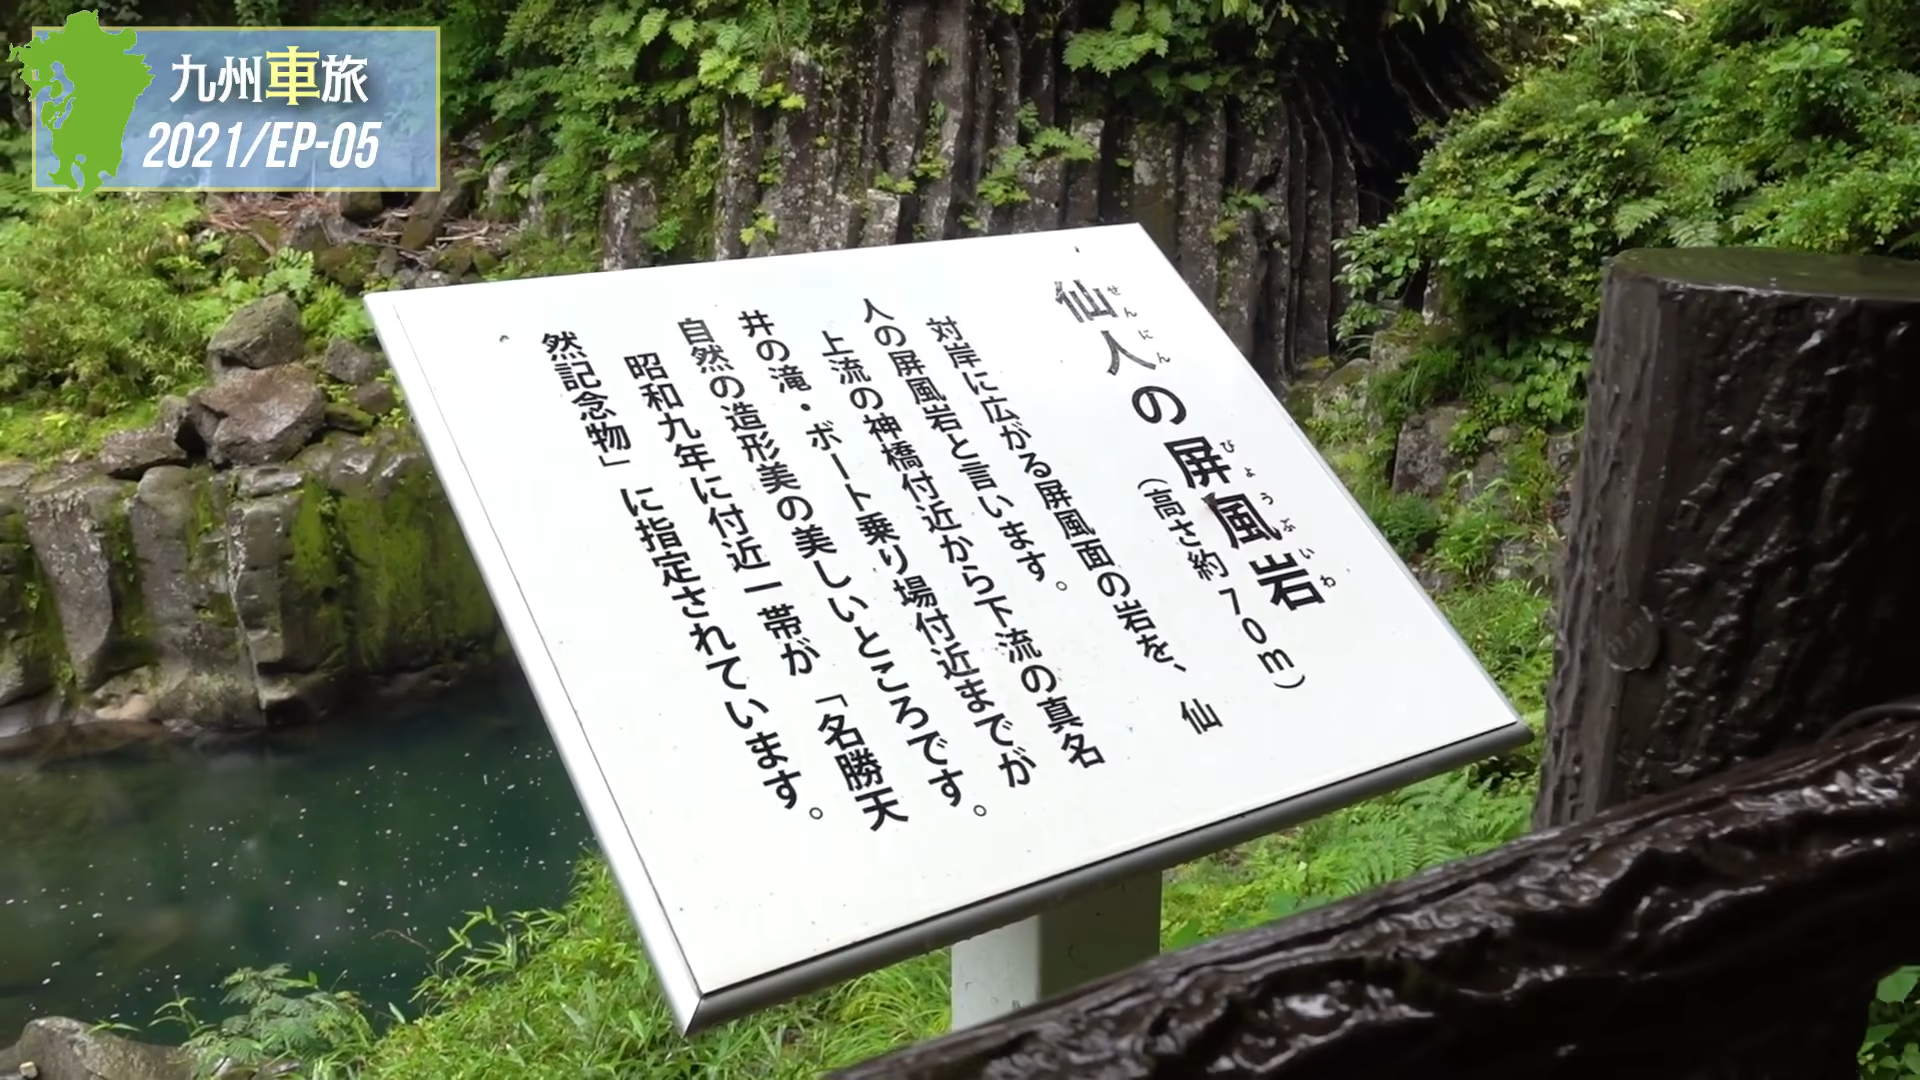 九州車旅
2021/EP-05
仙人の屏風岩
せんにん
びょうぶいわ
(高さ約70m)
対岸に広がる屏風面の岩を、仙
人の屏風岩と言います。
上流の神橋付近から下流の真名
井の滝・ボート乗り場付近までが
自然の造形美の美しいところです。
昭和九年に付近一帯が「名勝天
然記念物」に指定されています。